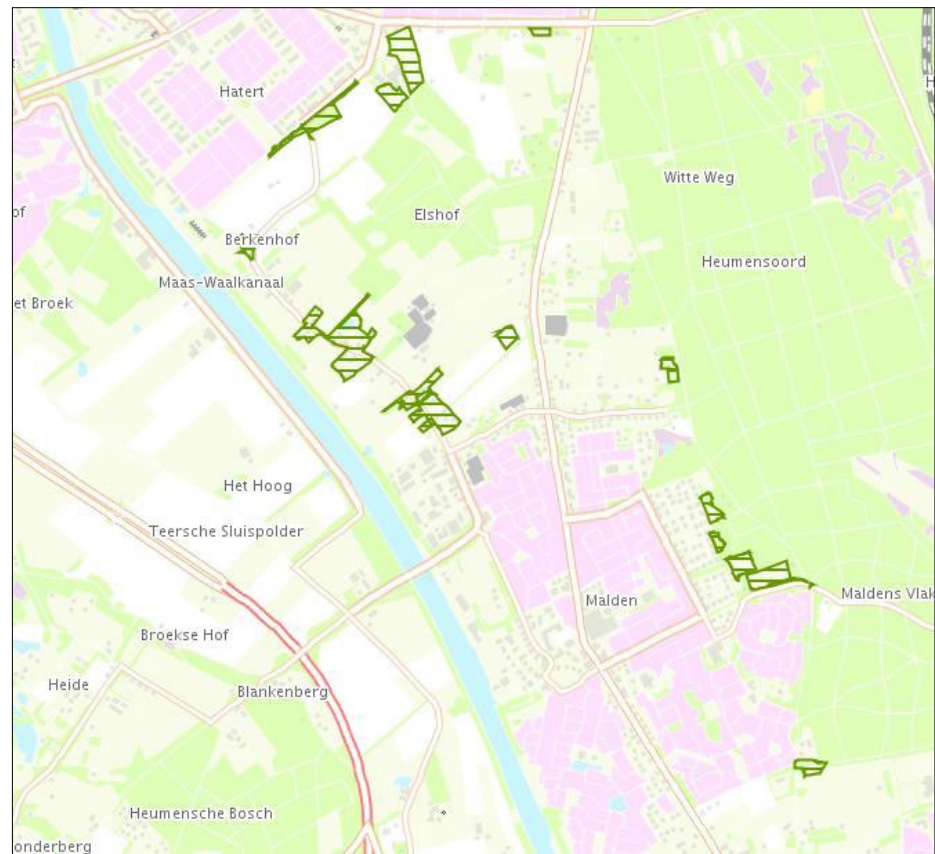 Hatert
Witte Weg
of
Elshof
Berkenhof
Heumensoord
Maas-Waalkanaal
et Broek
Het Hoog
Teersche Sluispolder
Maldens Vlak
Malden
Broekse Hof
Heide
Blankenberg
Heumensche Bosch
onderberg